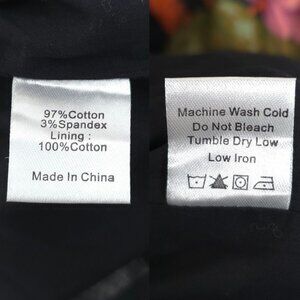 97%Cotton
3%Spandex
Lining :
100%Cotton
Made In China
Machine Wash Cold
Do Not Bleach
Tumble Dry Low
Low Iron